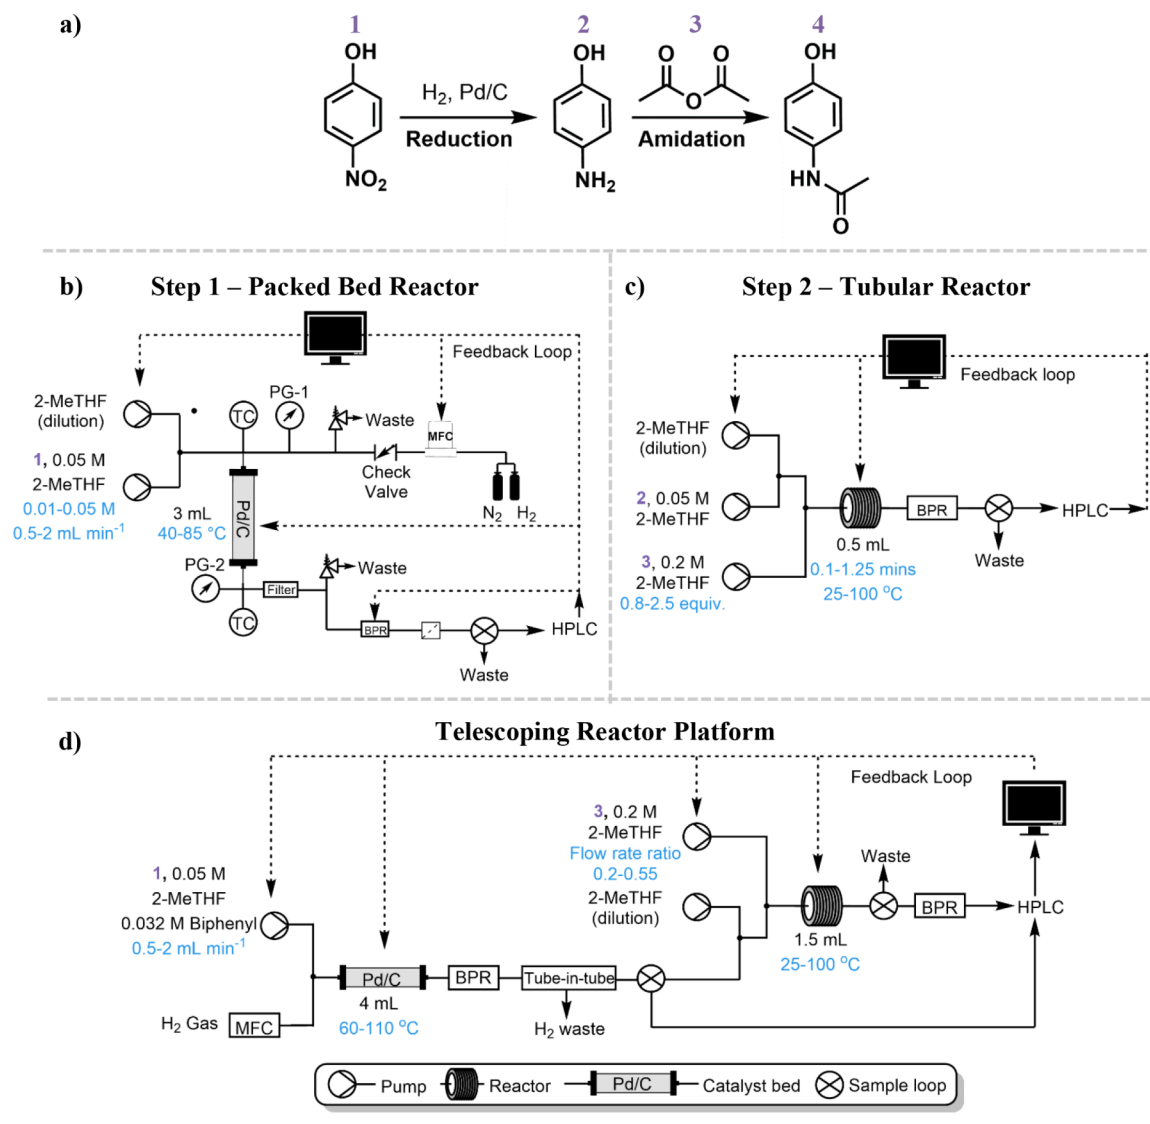 a)
1
2
3
4
OH
NO2
H2, Pd/C
Reduction
OH
NH2
O
O
O
Amidation
OH
HN
O
b)
Step 1 – Packed Bed Reactor
Feedback Loop
2-MeTHF
(dilution)
1, 0.05 M
2-MeTHF
0.01-0.05 M
0.5-2 mL min-1
TC
PG-1
Waste
Check
Valve
MFC
N2
H2
3 mL
40-85 °C
Pd/C
PG-2
TC
Filter
Waste
BPR
Waste
HPLC
c)
Step 2 – Tubular Reactor
Feedback loop
2-MeTHF
(dilution)
2, 0.05 M
2-MeTHF
3, 0.2 M
2-MeTHF
0.8-2.5 equiv.
0.5 mL
0.1-1.25 mins
25-100 °C
BPR
Waste
HPLC
d)
Telescoping Reactor Platform
Feedback Loop
1, 0.05 M
2-MeTHF
0.032 M Biphenyl
0.5-2 mL min-1
H2 Gas
MFC
Pd/C
4 mL
60-110 °C
BPR
Tube-in-tube
H2 waste
3, 0.2 M
2-MeTHF
Flow rate ratio
0.2-0.55
2-MeTHF
(dilution)
1.5 mL
25-100 °C
Waste
BPR
HPLC
Pump
Reactor
Pd/C
Catalyst bed
Sample loop